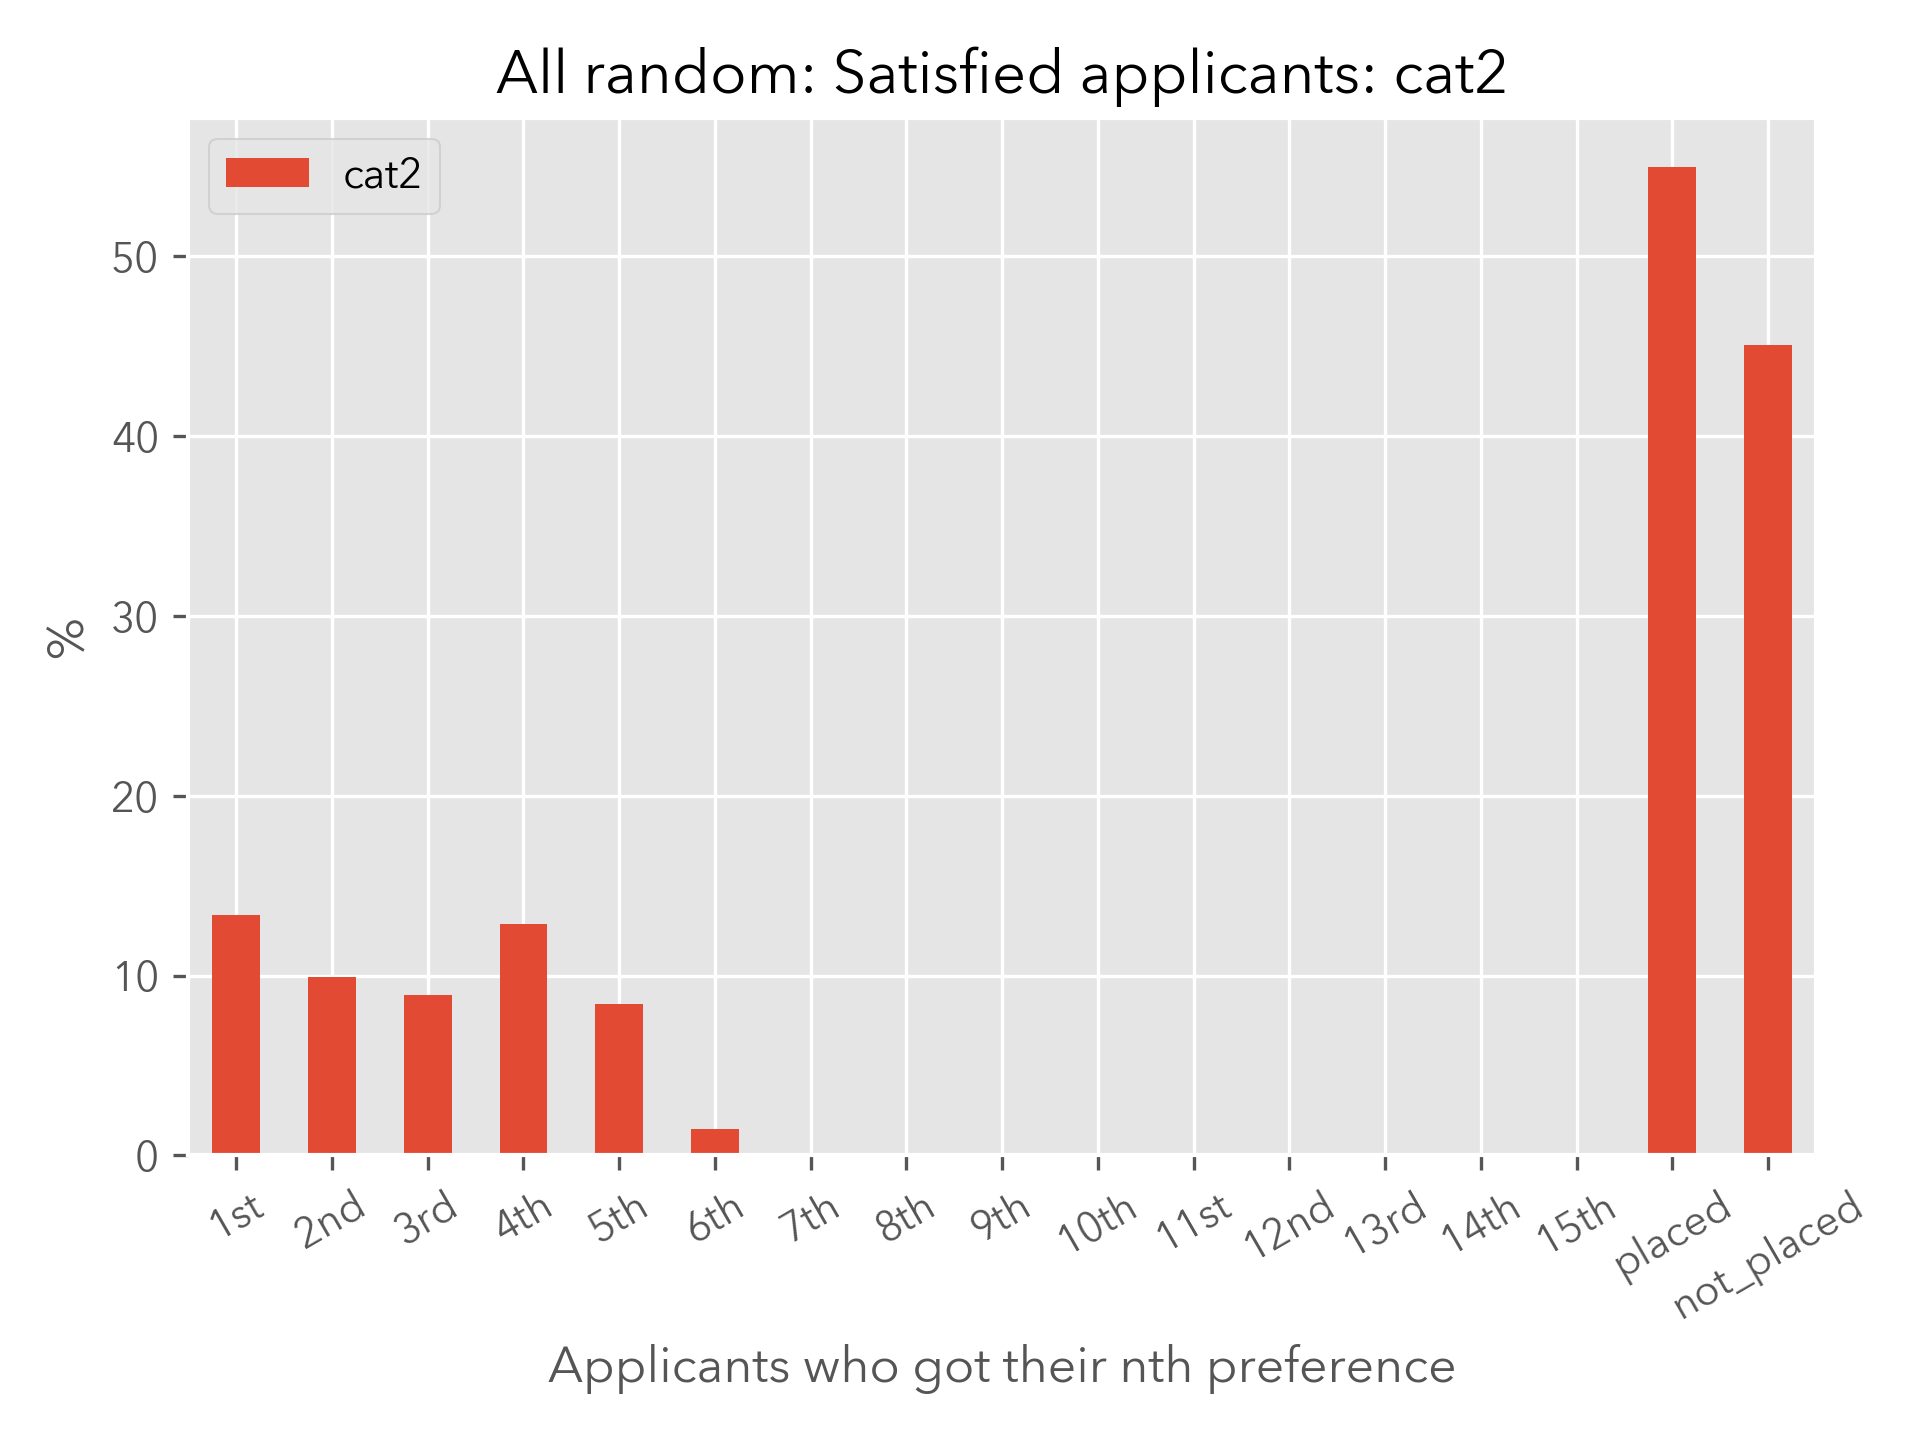 All random: Satisfied applicants: cat2
cat2
%
50
40
30
20
10
0
1st 2nd 3rd 4th 5th 6th 7th 8th 9th 10th 11st 12nd 13rd 14th 15th placed not_placed
Applicants who got their nth preference